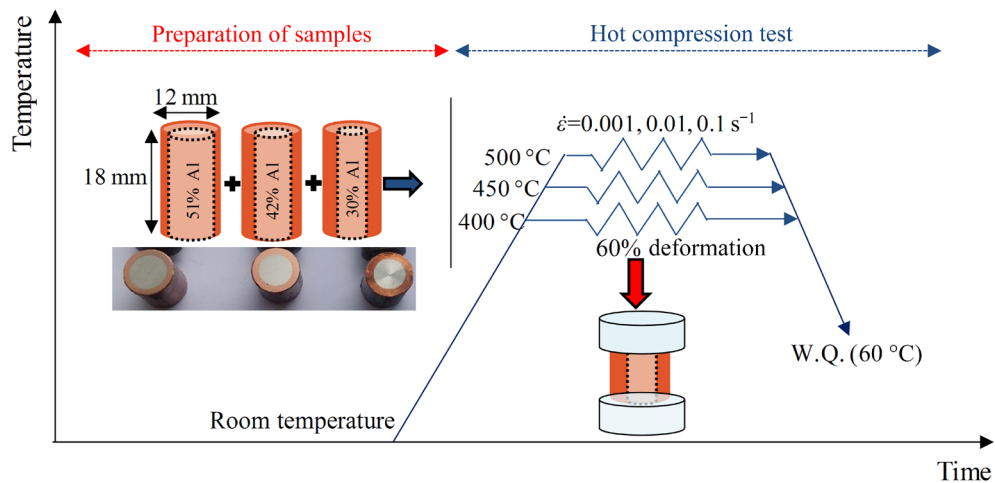 Preparation of samples
Hot compression test
Temperature
12 mm
18 mm
51% Al
+
42% Al
+
30% Al
ε̇=0.001, 0.01, 0.1 s⁻¹
500 °C
450 °C
400 °C
60% deformation
W.Q. (60 °C)
Room temperature
Time